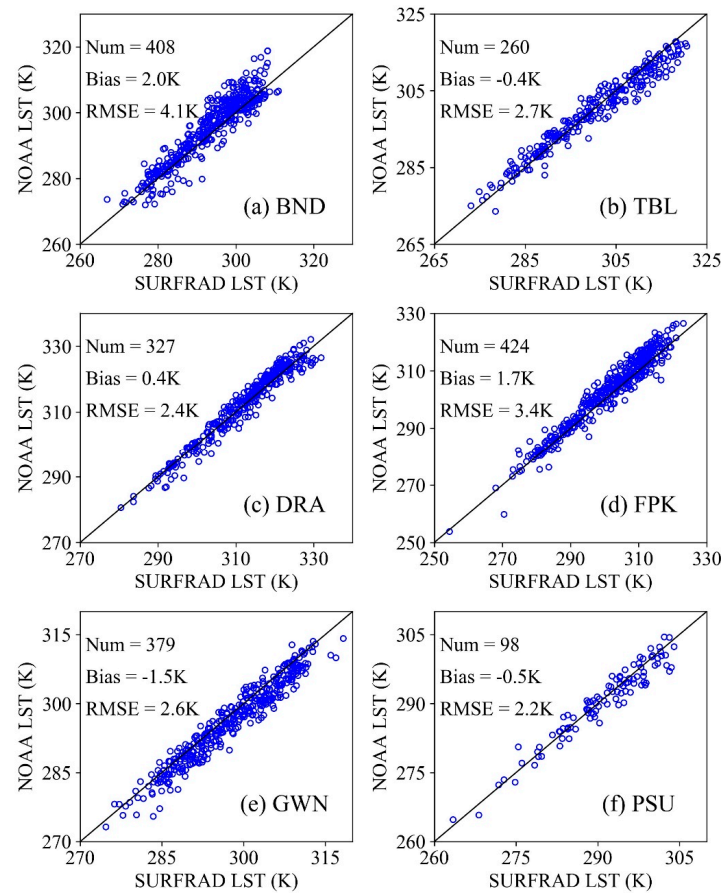 320
300
280
260
NOAA LST (K)
Num = 408
Bias = 2.0K
RMSE = 4.1K
(a) BND
260 280 300 320
SURFRAD LST (K)
325
305
285
265
NOAA LST (K)
Num = 260
Bias = -0.4K
RMSE = 2.7K
(b) TBL
265 285 305 325
SURFRAD LST (K)
330
310
290
270
NOAA LST (K)
Num = 327
Bias = 0.4K
RMSE = 2.4K
(c) DRA
270 290 310 330
SURFRAD LST (K)
330
310
290
270
250
NOAA LST (K)
Num = 424
Bias = 1.7K
RMSE = 3.4K
(d) FPK
250 270 290 310 330
SURFRAD LST (K)
315
300
285
270
NOAA LST (K)
Num = 379
Bias = -1.5K
RMSE = 2.6K
(e) GWN
270 285 300 315
SURFRAD LST (K)
305
290
275
260
NOAA LST (K)
Num = 98
Bias = -0.5K
RMSE = 2.2K
(f) PSU
260 275 290 305
SURFRAD LST (K)